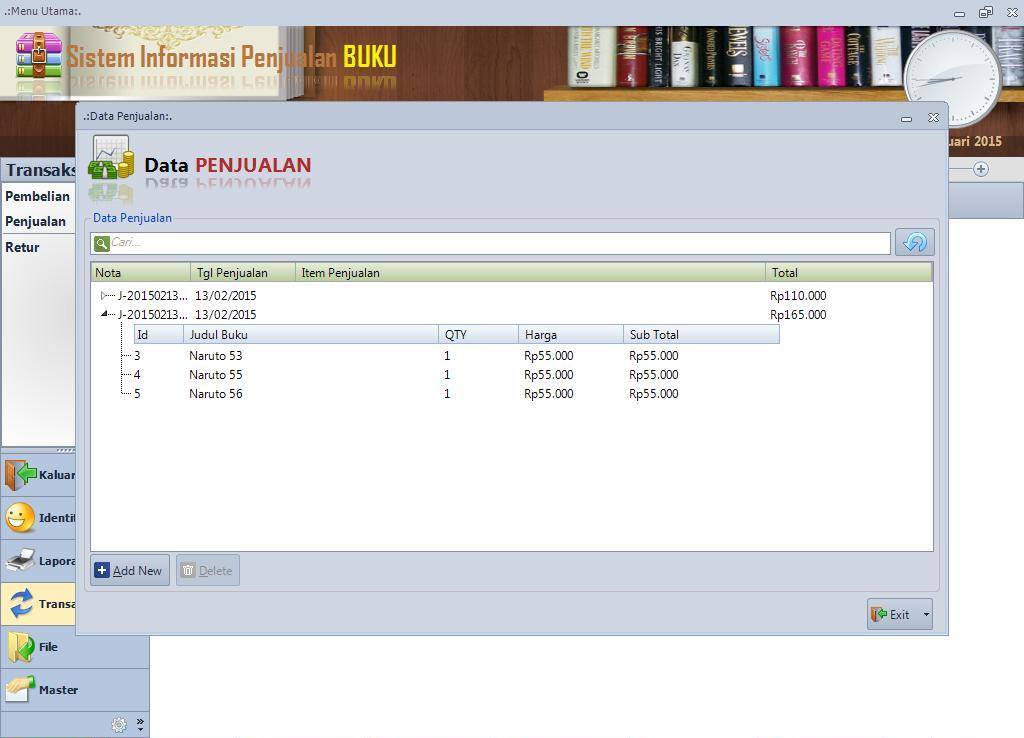 .:Menu Utama:.
Sistem Informasi Penjualan BUKU
.:Data Penjualan:.
Data PENJUALAN
uari 2015
Transaks
Pembelian
Penjualan
Retur
Data Penjualan
Cari...
Nota Tgl Penjualan Item Penjualan Total
J-20150213... 13/02/2015 Rp110.000
J-20150213... 13/02/2015 Rp165.000
Id Judul Buku QTY Harga Sub Total
3 Naruto 53 1 Rp55.000 Rp55.000
4 Naruto 55 1 Rp55.000 Rp55.000
5 Naruto 56 1 Rp55.000 Rp55.000
Kaluar
Identit
Lapora
Transa
File
Master
Add New Delete
Exit